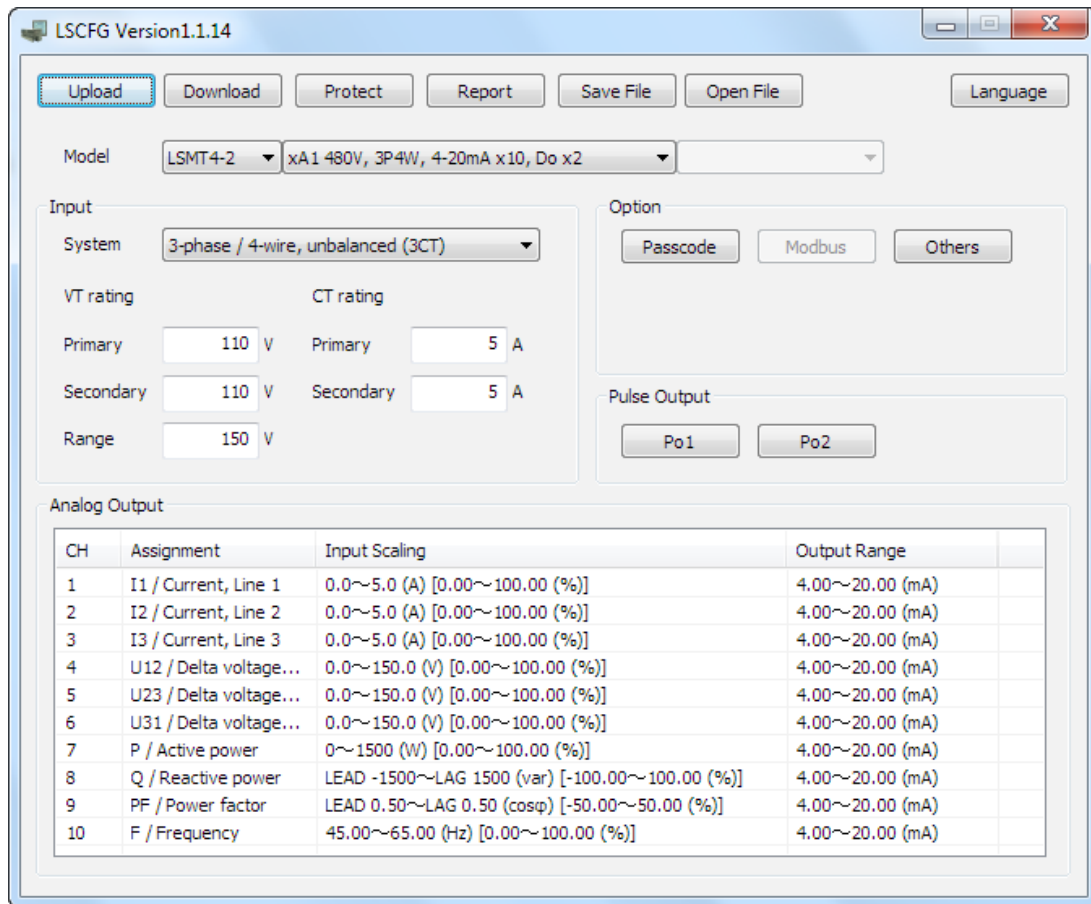 LSCFG Version1.1.14
Upload Download Protect Report Save File Open File Language
Model LSMT4-2 xA1 480V, 3P4W, 4-20mA x10, Do x2
Input
System 3-phase / 4-wire, unbalanced (3CT)
VT rating CT rating
Primary 110 V Primary 5 A
Secondary 110 V Secondary 5 A
Range 150 V
Option
Passcode Modbus Others
Pulse Output
Po1 Po2
Analog Output
CH Assignment Input Scaling Output Range
1 I1 / Current, Line 1 0.0~5.0 (A) [0.00~100.00 (%)] 4.00~20.00 (mA)
2 I2 / Current, Line 2 0.0~5.0 (A) [0.00~100.00 (%)] 4.00~20.00 (mA)
3 I3 / Current, Line 3 0.0~5.0 (A) [0.00~100.00 (%)] 4.00~20.00 (mA)
4 U12 / Delta voltage... 0.0~150.0 (V) [0.00~100.00 (%)] 4.00~20.00 (mA)
5 U23 / Delta voltage... 0.0~150.0 (V) [0.00~100.00 (%)] 4.00~20.00 (mA)
6 U31 / Delta voltage... 0.0~150.0 (V) [0.00~100.00 (%)] 4.00~20.00 (mA)
7 P / Active power 0~1500 (W) [0.00~100.00 (%)] 4.00~20.00 (mA)
8 Q / Reactive power LEAD -1500~LAG 1500 (var) [-100.00~100.00 (%)] 4.00~20.00 (mA)
9 PF / Power factor LEAD 0.50~LAG 0.50 (cosφ) [-50.00~50.00 (%)] 4.00~20.00 (mA)
10 F / Frequency 45.00~65.00 (Hz) [0.00~100.00 (%)] 4.00~20.00 (mA)